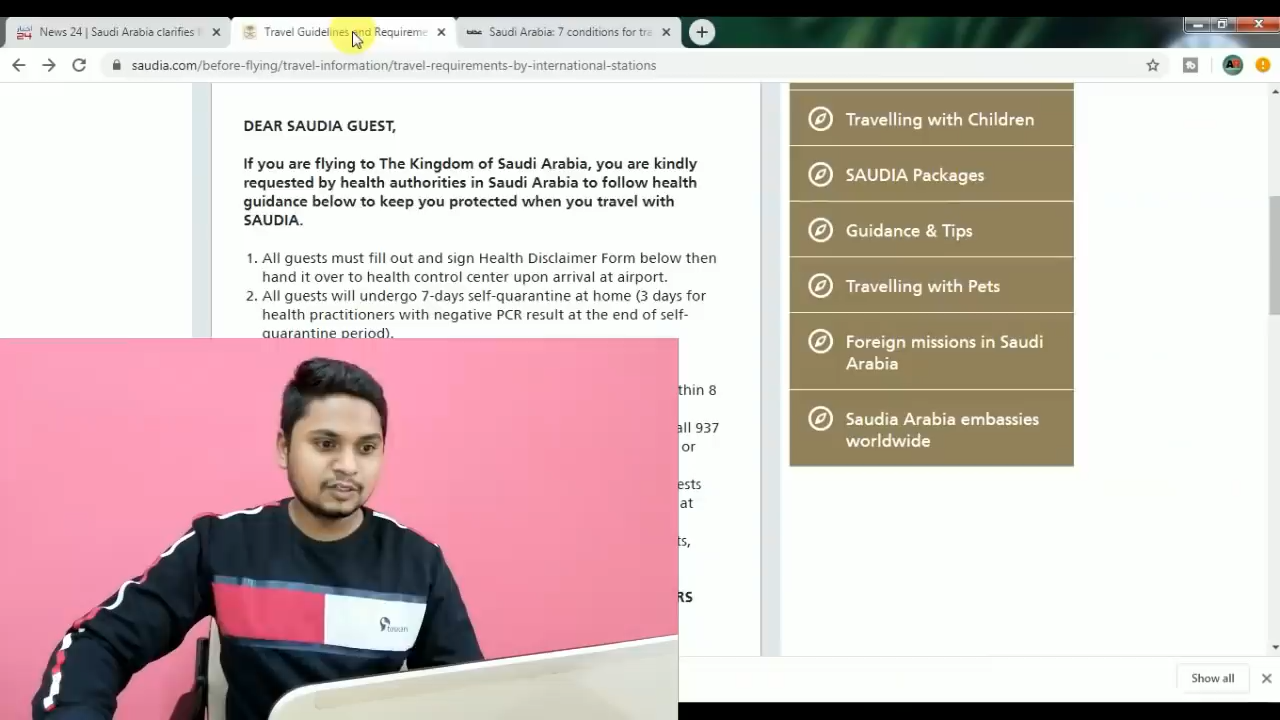 News 24 | Saudi Arabia clarifies
Travel Guidelines and Requireme
Saudi Arabia: 7 conditions for tra
saudia.com/before-flying/travel-information/travel-requirements-by-international-stations
DEAR SAUDIA GUEST,
If you are flying to The Kingdom of Saudi Arabia, you are kindly
requested by health authorities in Saudi Arabia to follow health
guidance below to keep you protected when you travel with
SAUDIA.
1. All guests must fill out and sign Health Disclaimer Form below then
hand it over to health control center upon arrival at airport.
2. All guests will undergo 7-days self-quarantine at home (3 days for
health practitioners with negative PCR result at the end of self-
quarantine period).
thin 8
all 937
or
ests
at
ts,
RS
Travelling with Children
SAUDIA Packages
Guidance & Tips
Travelling with Pets
Foreign missions in Saudi
Arabia
Saudia Arabia embassies
worldwide
Show all